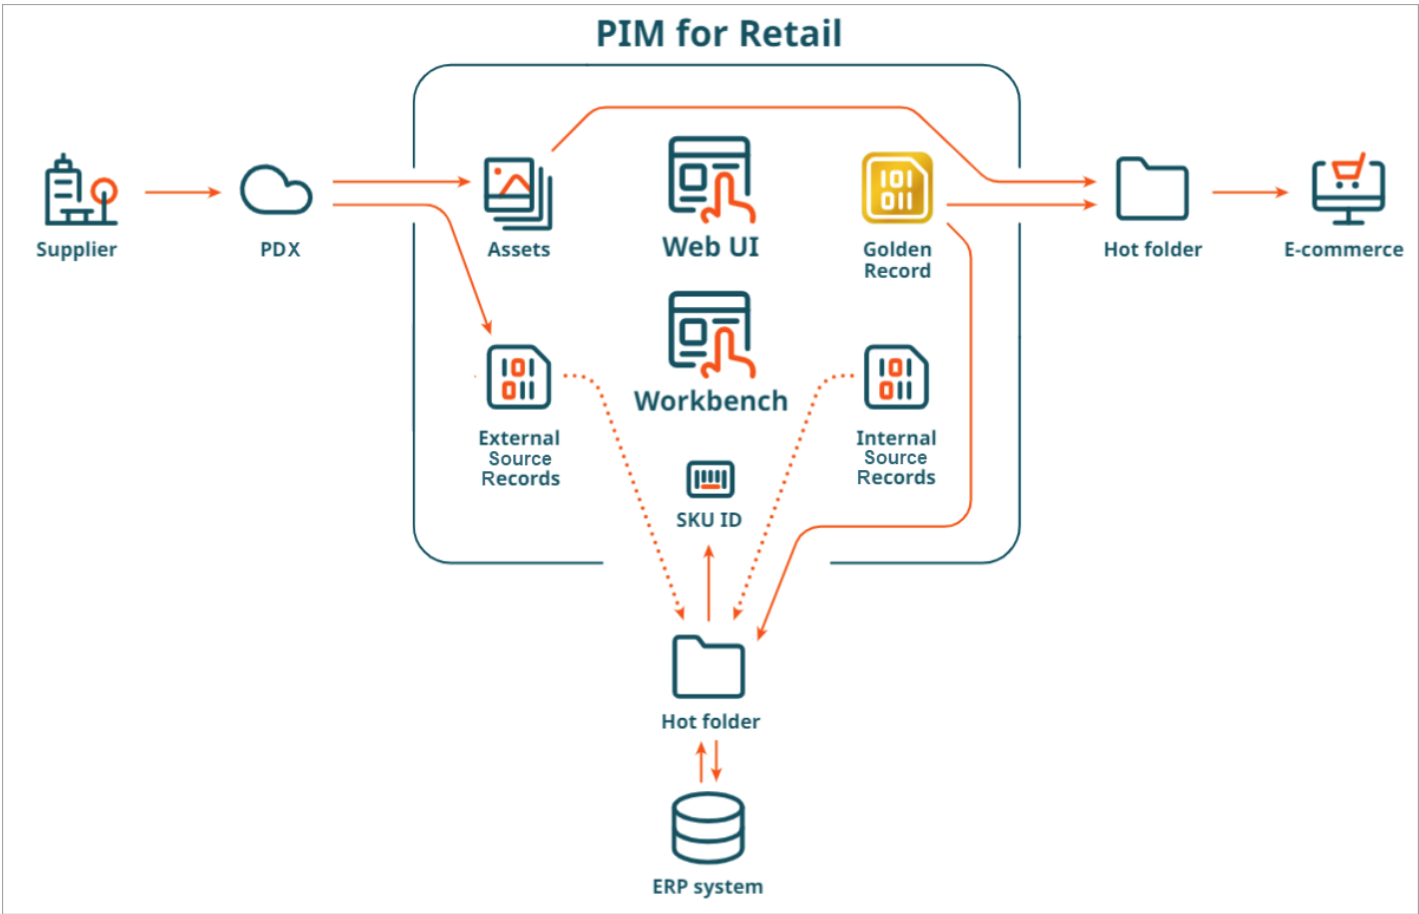 PIM for Retail
Supplier
PDX
Assets
Web UI
Golden
Record
Hot folder
E-commerce
Workbench
External
Source
Records
Internal
Source
Records
SKU ID
Hot folder
ERP system